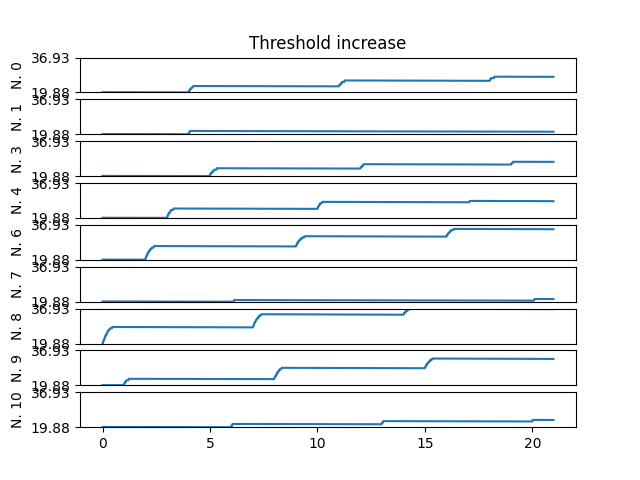 Threshold increase
N. 0
36.93
19.88
N. 1
36.93
19.88
N. 3
36.93
19.88
N. 4
36.93
19.88
N. 6
36.93
19.88
N. 7
36.93
19.88
N. 8
36.93
19.88
N. 9
36.93
19.88
N. 10
36.93
19.88
0 5 10 15 20